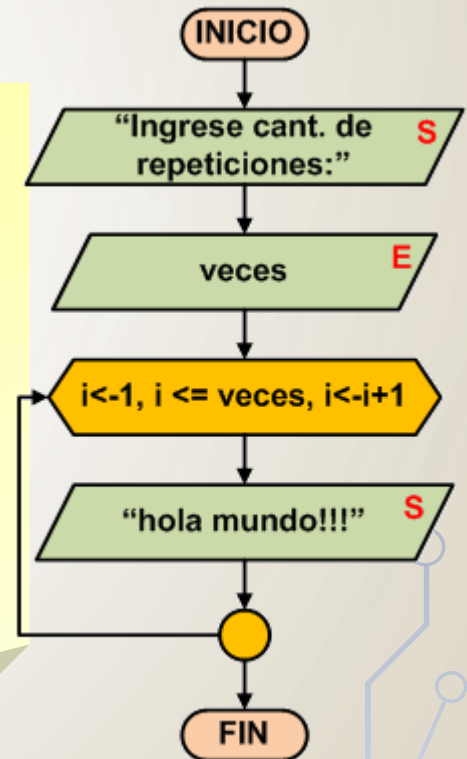 INICIO
“Ingrese cant. de S
repeticiones:”
veces E
i<-1, i <= veces, i<-i+1
“hola mundo!!!” S
FIN